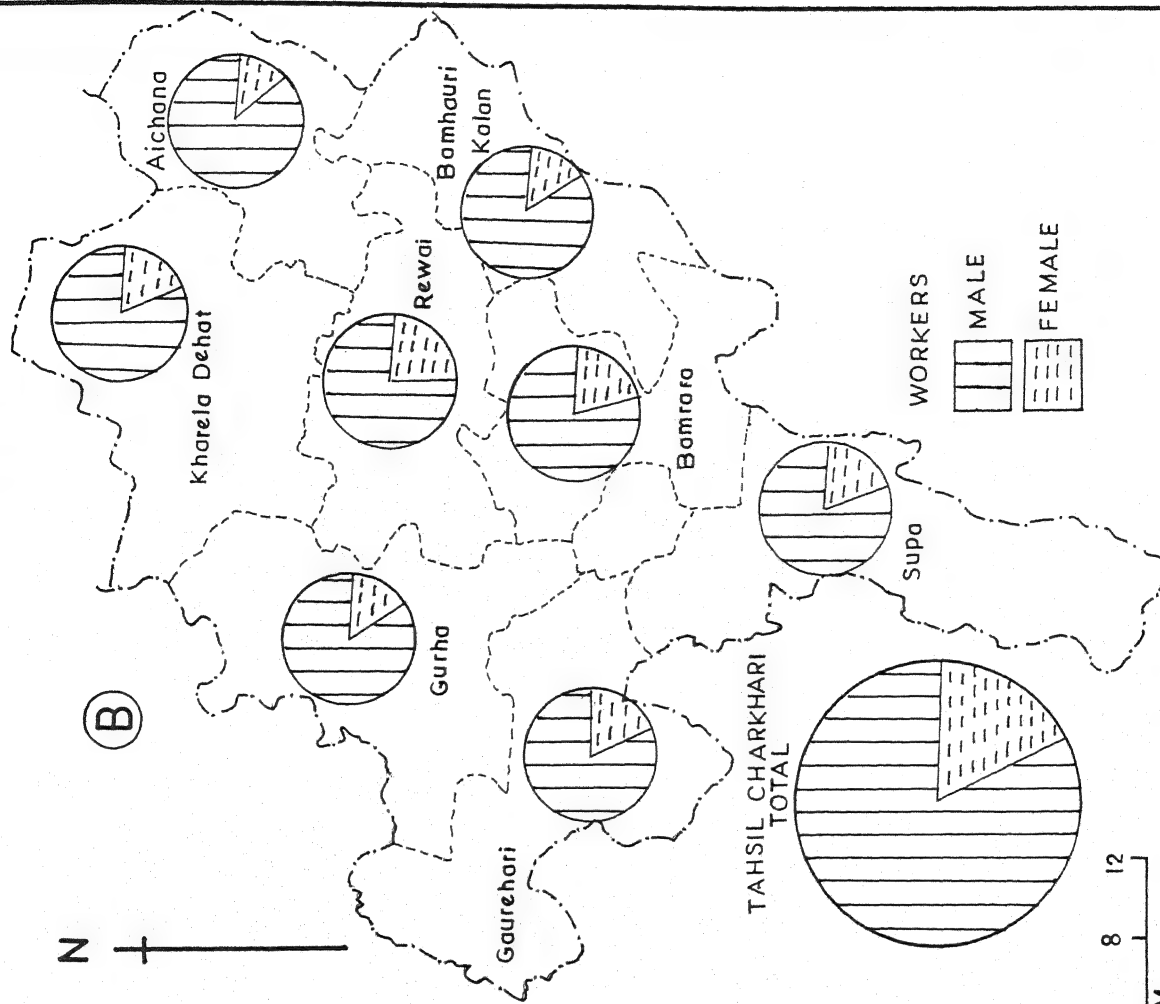 N
B
Aichana
Kharela Dehat
Rewai
Gurha
Bamhauri
Kalan
Gaurehari
Bamrara
TAHSIL CHARKHARI
TOTAL
Supa
WORKERS
MALE
FEMALE
8 12